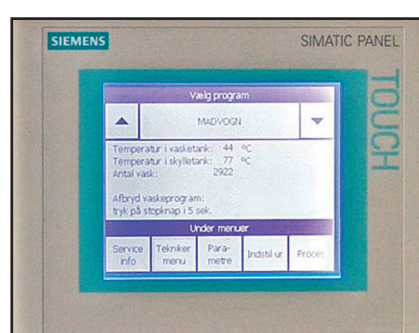 SIEMENS
SIMATIC PANEL
TOUCH
Vælg program
MADVOGN
Temperatur i vasketank: 44 °C
Temperatur i skylletank: 77 °C
Antal vask: 2922
Afbryd vaskeprogram:
tryk på stopknap i 5 sek.
Under menuer
Service info
Tekniker menu
Para-metre
Indstil ur
Proces